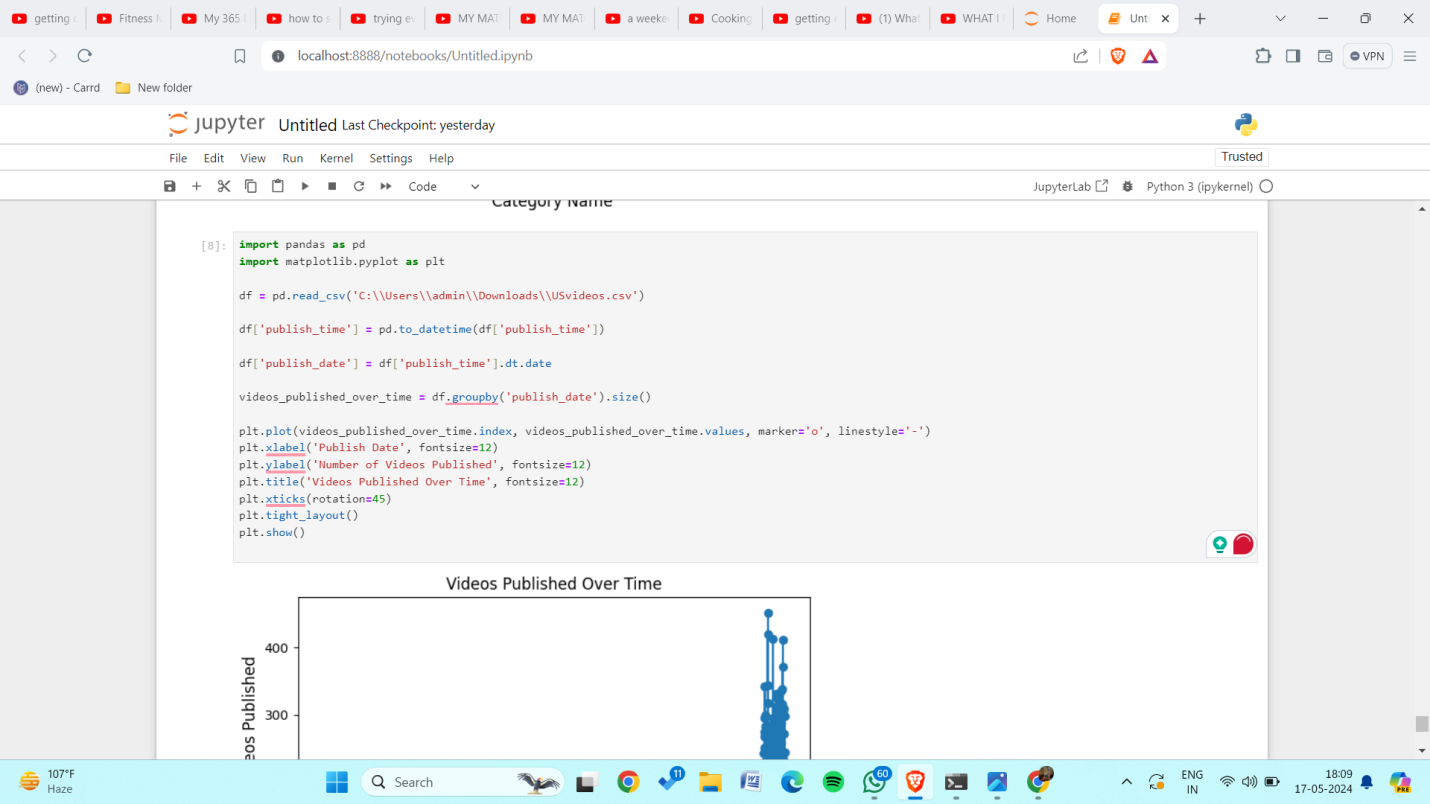 getting
Fitness
My 365
how to s
trying ev
MY MAT
MY MAT
a weeke
Cooking
getting
(1) What
WHAT I
Home
Unti
localhost:8888/notebooks/Untitled.ipynb
VPN
(new) - Carrd
New folder
jupyter Untitled Last Checkpoint: yesterday
File Edit View Run Kernel Settings Help
Trusted
Code
JupyterLab
Python 3 (ipykernel)
Category Name
[8]:
import pandas as pd
import matplotlib.pyplot as plt
df = pd.read_csv('C:\\Users\\admin\\Downloads\\USvideos.csv')
df['publish_time'] = pd.to_datetime(df['publish_time'])
df['publish_date'] = df['publish_time'].dt.date
videos_published_over_time = df.groupby('publish_date').size()
plt.plot(videos_published_over_time.index, videos_published_over_time.values, marker='o', linestyle='-')
plt.xlabel('Publish Date', fontsize=12)
plt.ylabel('Number of Videos Published', fontsize=12)
plt.title('Videos Published Over Time', fontsize=12)
plt.xticks(rotation=45)
plt.tight_layout()
plt.show()
Videos Published Over Time
400
300
eos Published
107°F
Haze
Search
11
60
ENG
IN
18:09
17-05-2024
PRE